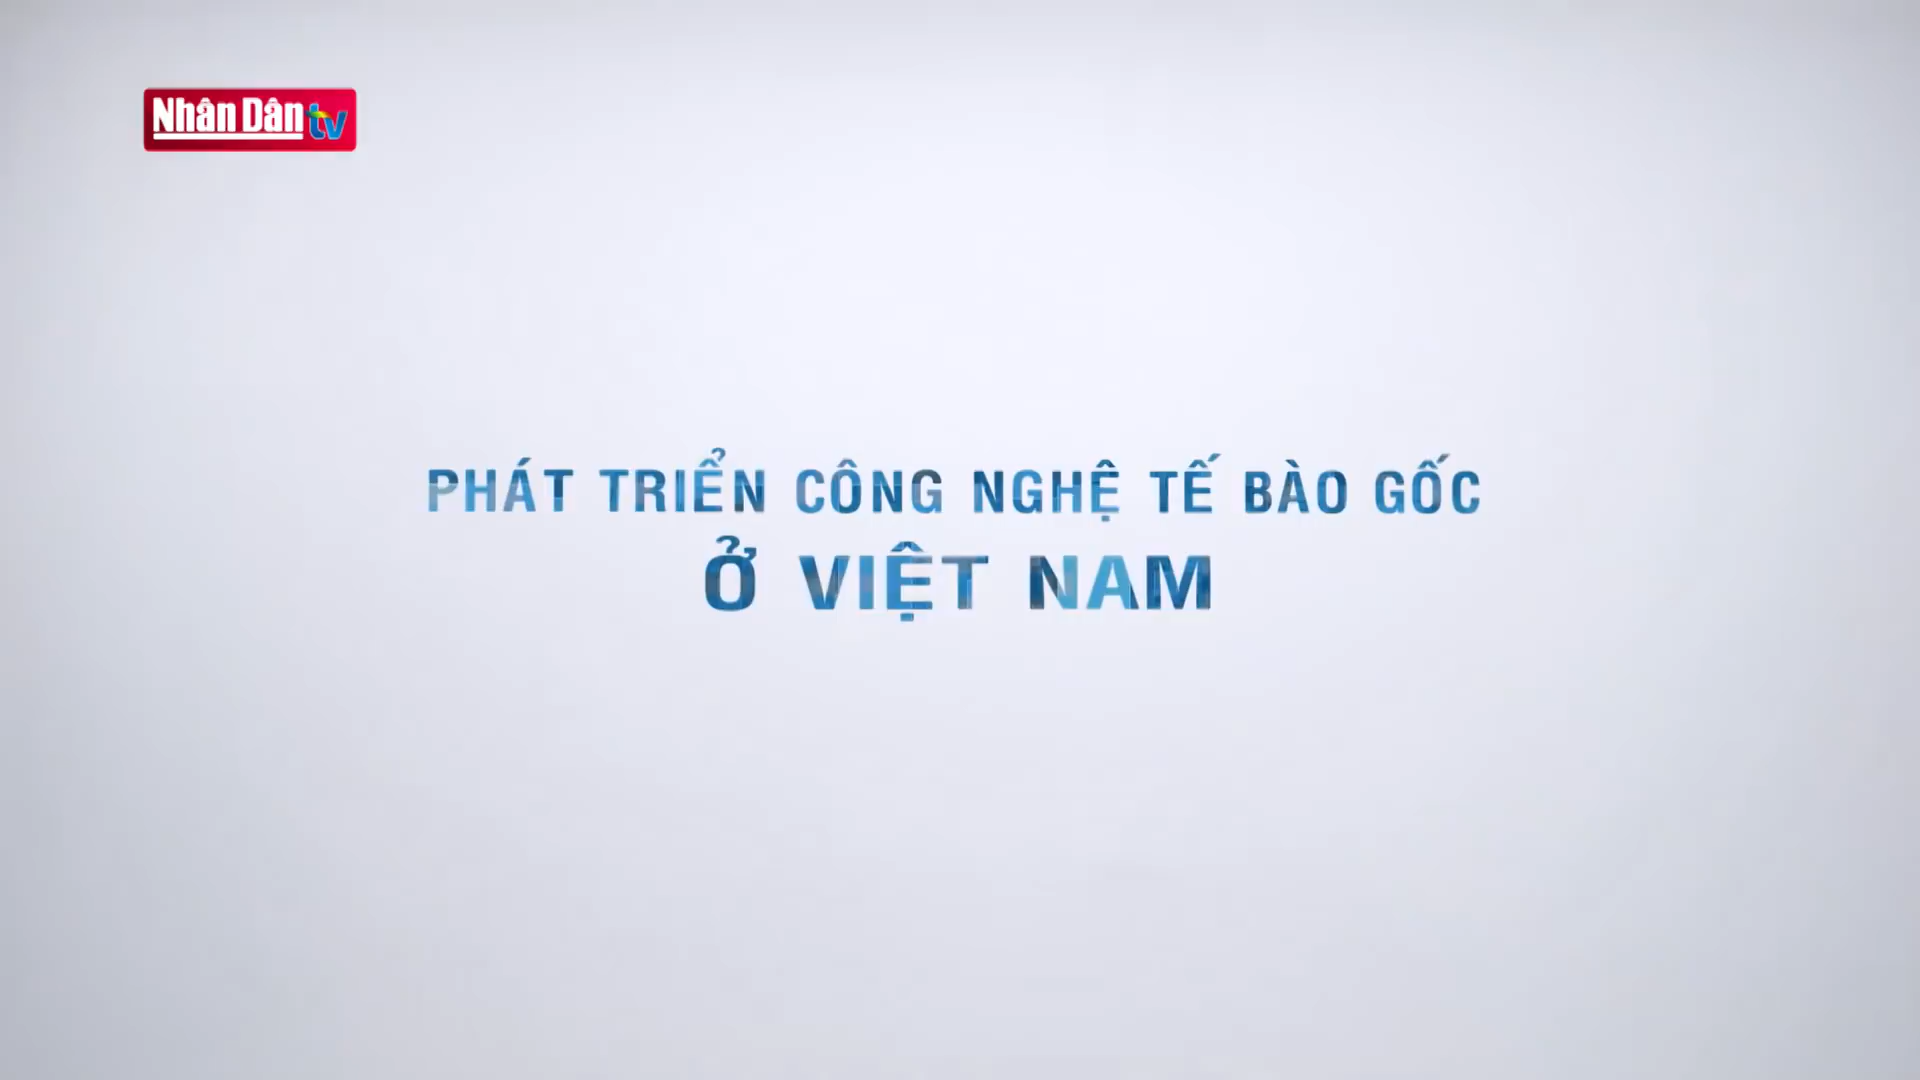 Nhân Dân tv
PHÁT TRIỂN CÔNG NGHỆ TẾ BÀO GỐC
Ở VIỆT NAM